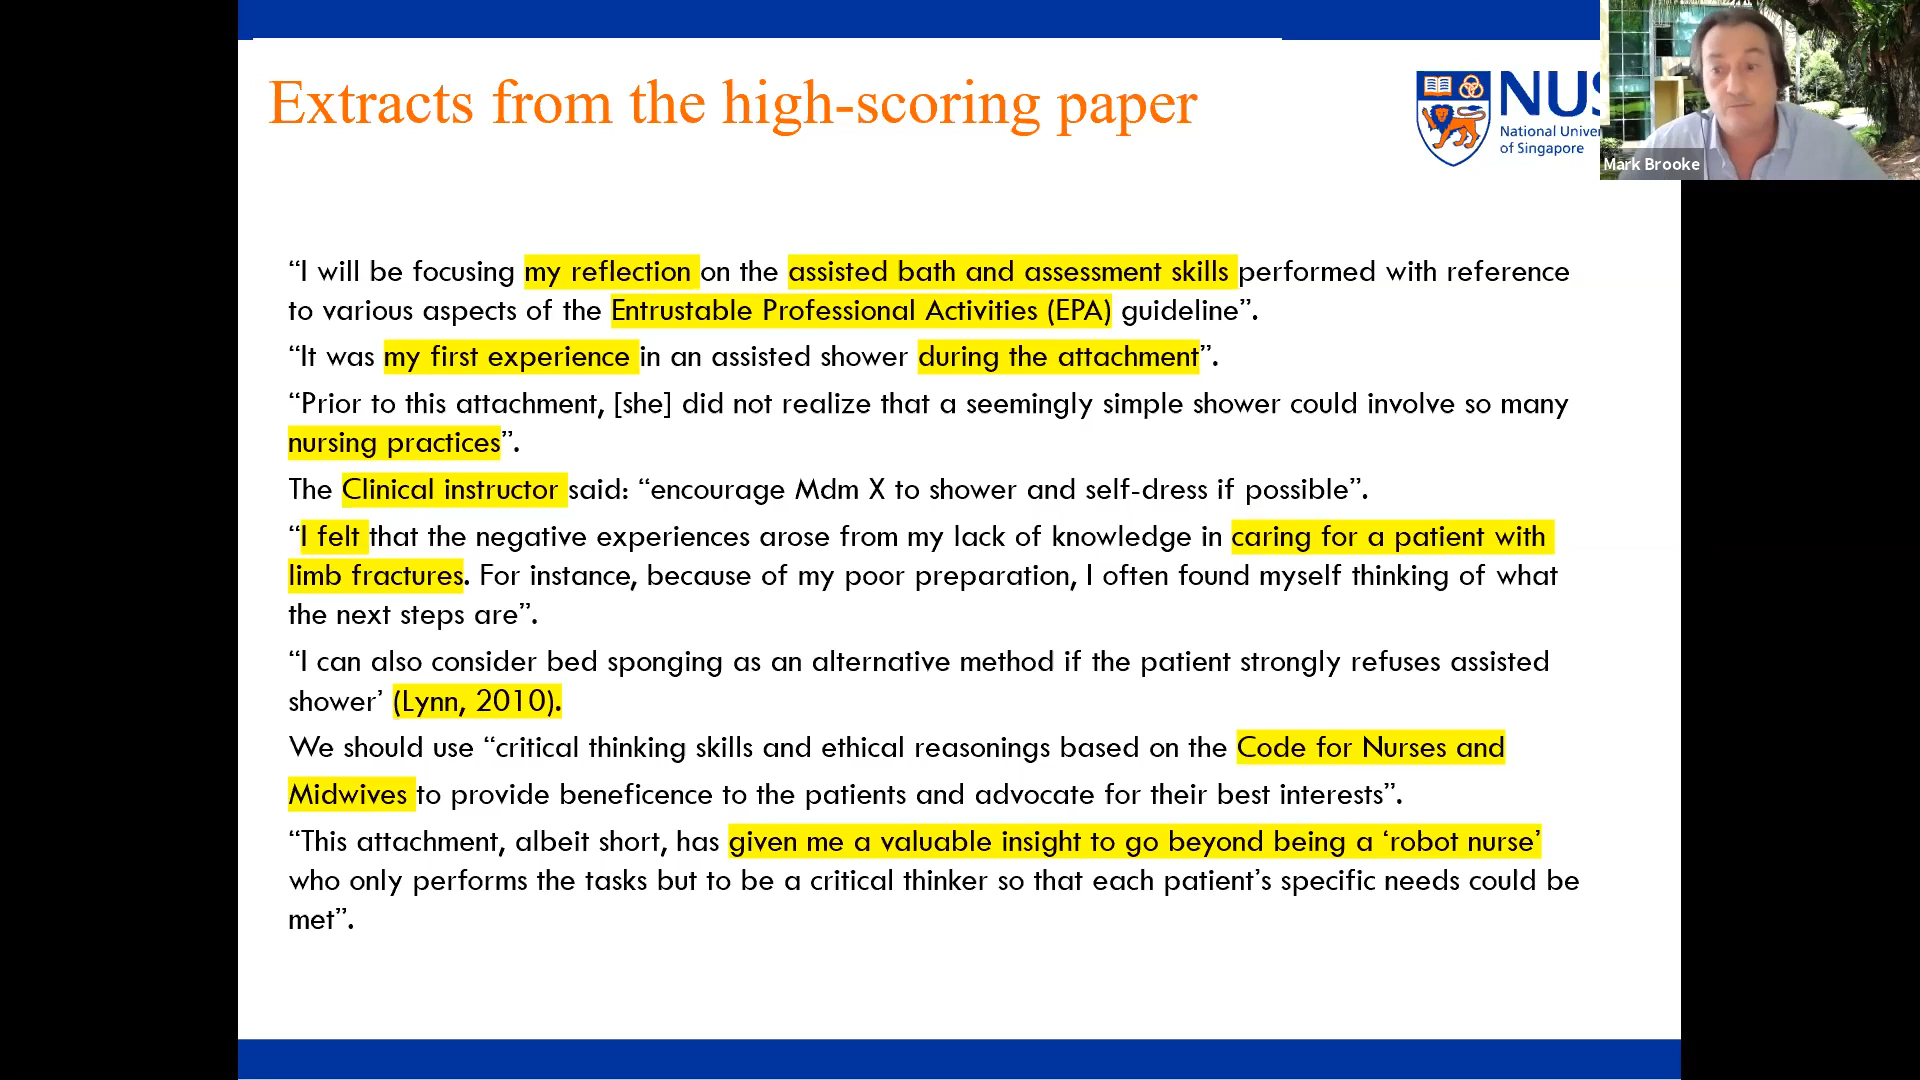 Extracts from the high-scoring paper
NUS
National Univer
of Singapore
Mark Brooke
“I will be focusing my reflection on the assisted bath and assessment skills performed with reference
to various aspects of the Entrustable Professional Activities (EPA) guideline”.
“It was my first experience in an assisted shower during the attachment”.
“Prior to this attachment, [she] did not realize that a seemingly simple shower could involve so many
nursing practices”.
The Clinical instructor said: “encourage Mdm X to shower and self-dress if possible”.
“I felt that the negative experiences arose from my lack of knowledge in caring for a patient with
limb fractures. For instance, because of my poor preparation, I often found myself thinking of what
the next steps are”.
“I can also consider bed sponging as an alternative method if the patient strongly refuses assisted
shower’ (Lynn, 2010).
We should use “critical thinking skills and ethical reasonings based on the Code for Nurses and
Midwives to provide beneficence to the patients and advocate for their best interests”.
“This attachment, albeit short, has given me a valuable insight to go beyond being a ‘robot nurse’
who only performs the tasks but to be a critical thinker so that each patient’s specific needs could be
met”.